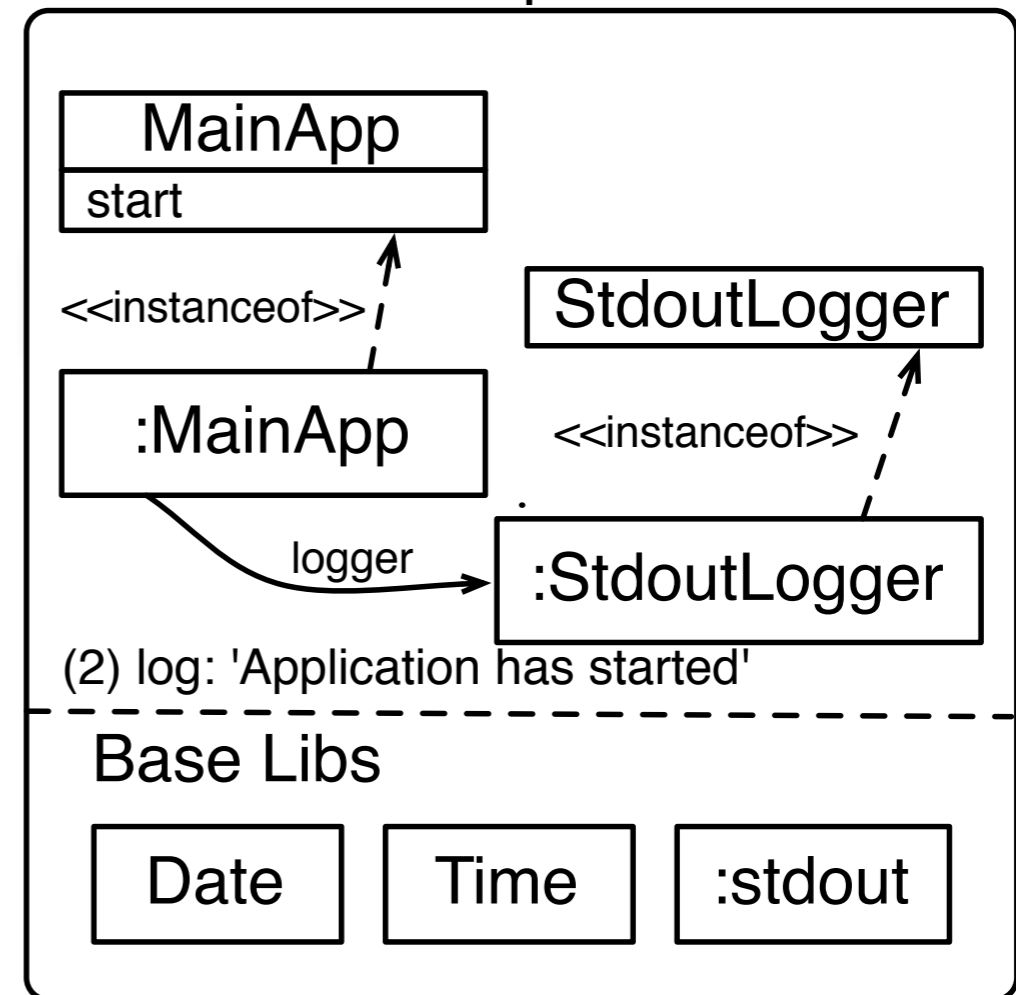 MainApp
start
<<instanceof>>
StdoutLogger
:MainApp
<<instanceof>>
logger
:StdoutLogger
(2) log: 'Application has started'
Base Libs
Date
Time
:stdout